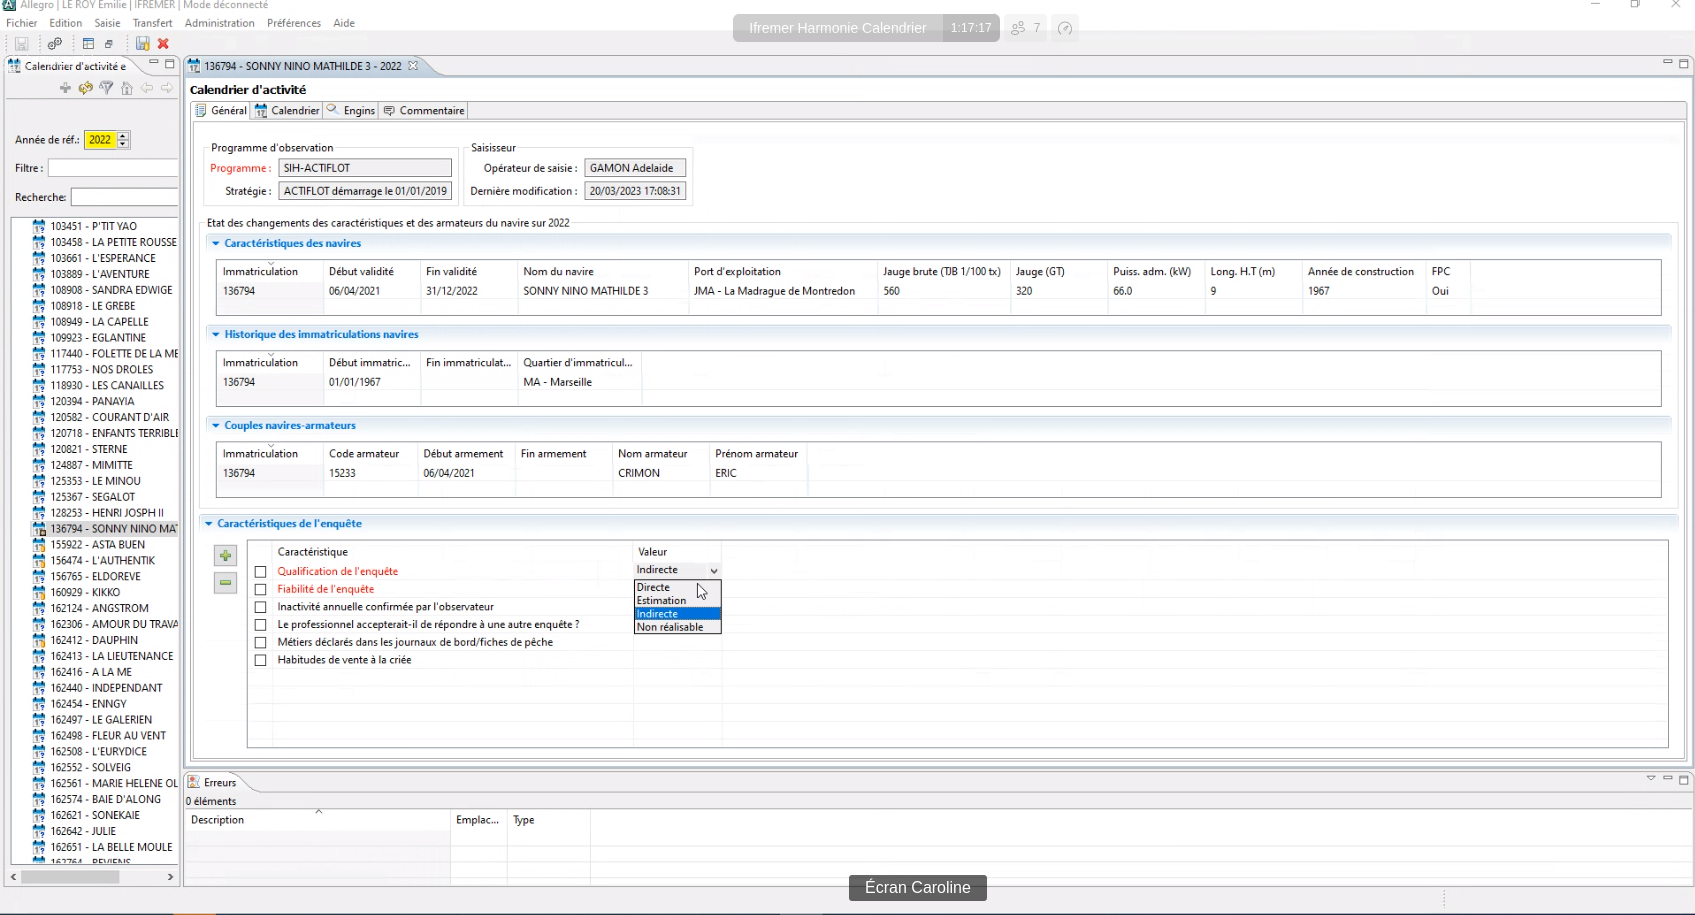 Allegro | LE ROY Emilie | IFREMER | Mode déconnecté
Fichier Edition Saisie Transfert Administration Préférences Aide
Ifremer Harmonie Calendrier 1:17:17 7
Calendrier d'activité e
136794 - SONNY NINO MATHILDE 3 - 2022
Calendrier d'activité
Général Calendrier Engins Commentaire
Année de réf.: 2022
Filtre :
Recherche:
103451 - P'TIT YAO
103458 - LA PETITE ROUSSE
103661 - L'ESPERANCE
103889 - L'AVENTURE
108908 - SANDRA EDWIGE
108918 - LE GREBE
108949 - LA CAPELLE
109923 - EGLANTINE
117440 - FOLETTE DE LA ME
117753 - NOS DROLES
118930 - LES CANAILLES
120394 - PANAYIA
120582 - COURANT D'AIR
120718 - ENFANTS TERRIBLE
120821 - STERNE
124887 - MIMITTE
125353 - LE MINOU
125367 - SEGALOT
128253 - HENRI JOSPH II
136794 - SONNY NINO MAT
155922 - ASTA BUEN
156474 - L'AUTHENTIK
156765 - ELDOREVE
160929 - KIKKO
162124 - ANGSTROM
162306 - AMOUR DU TRAVA
162412 - DAUPHIN
162413 - LA LIEUTENANCE
162416 - A LA ME
162440 - INDEPENDANT
162454 - ENNGY
162497 - LE GALERIEN
162498 - FLEUR AU VENT
162508 - L'EURYDICE
162552 - SOLVEIG
162561 - MARIE HELENE OL
162574 - BAIE D'ALONG
162621 - SONEKAIE
162642 - JULIE
162651 - LA BELLE MOULE
162764 - REVIENS
Programme d'observation
Programme : SIH-ACTIFLOT
Stratégie : ACTIFLOT démarrage le 01/01/2019
Saisisseur
Opérateur de saisie : GAMON Adelaide
Dernière modification : 20/03/2023 17:08:31
Etat des changements des caractéristiques et des armateurs du navire sur 2022
Caractéristiques des navires
Immatriculation Début validité Fin validité Nom du navire Port d'exploitation Jauge brute (TJB 1/100 tx) Jauge (GT) Puiss. adm. (kW) Long. H.T (m) Année de construction FPC
136794 06/04/2021 31/12/2022 SONNY NINO MATHILDE 3 JMA - La Madrague de Montredon 560 320 66.0 9 1967 Oui
Historique des immatriculations navires
Immatriculation Début immatric... Fin immatriculat... Quartier d'immatricul...
136794 01/01/1967 MA - Marseille
Couples navires-armateurs
Immatriculation Code armateur Début armement Fin armement Nom armateur Prénom armateur
136794 15233 06/04/2021 CRIMON ERIC
Caractéristiques de l'enquête
Caractéristique Valeur
Qualification de l'enquête Indirecte
Fiabilité de l'enquête
Inactivité annuelle confirmée par l'observateur
Le professionnel accepterait-il de répondre à une autre enquête ?
Métiers déclarés dans les journaux de bord/fiches de pêche
Habitudes de vente à la criée
Directe
Estimation
Indirecte
Non réalisable
Erreurs
0 éléments
Description Emplac... Type
Écran Caroline